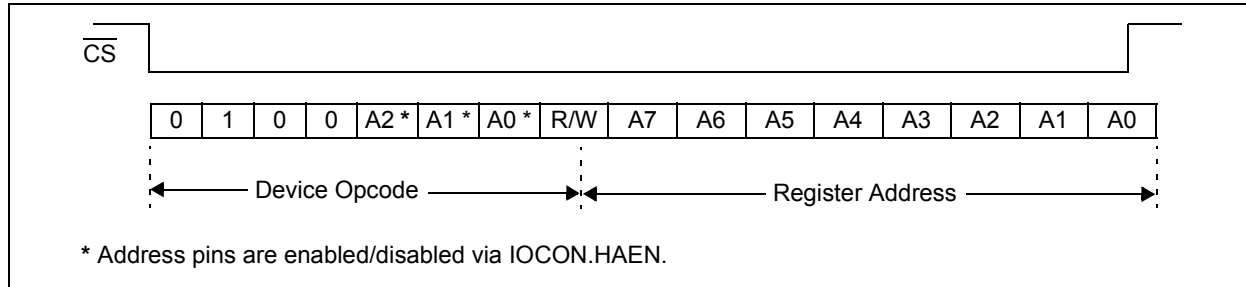 CS
0 1 0 0 A2 * A1 * A0 * R/W A7 A6 A5 A4 A3 A2 A1 A0
Device Opcode Register Address
* Address pins are enabled/disabled via IOCON.HAEN.